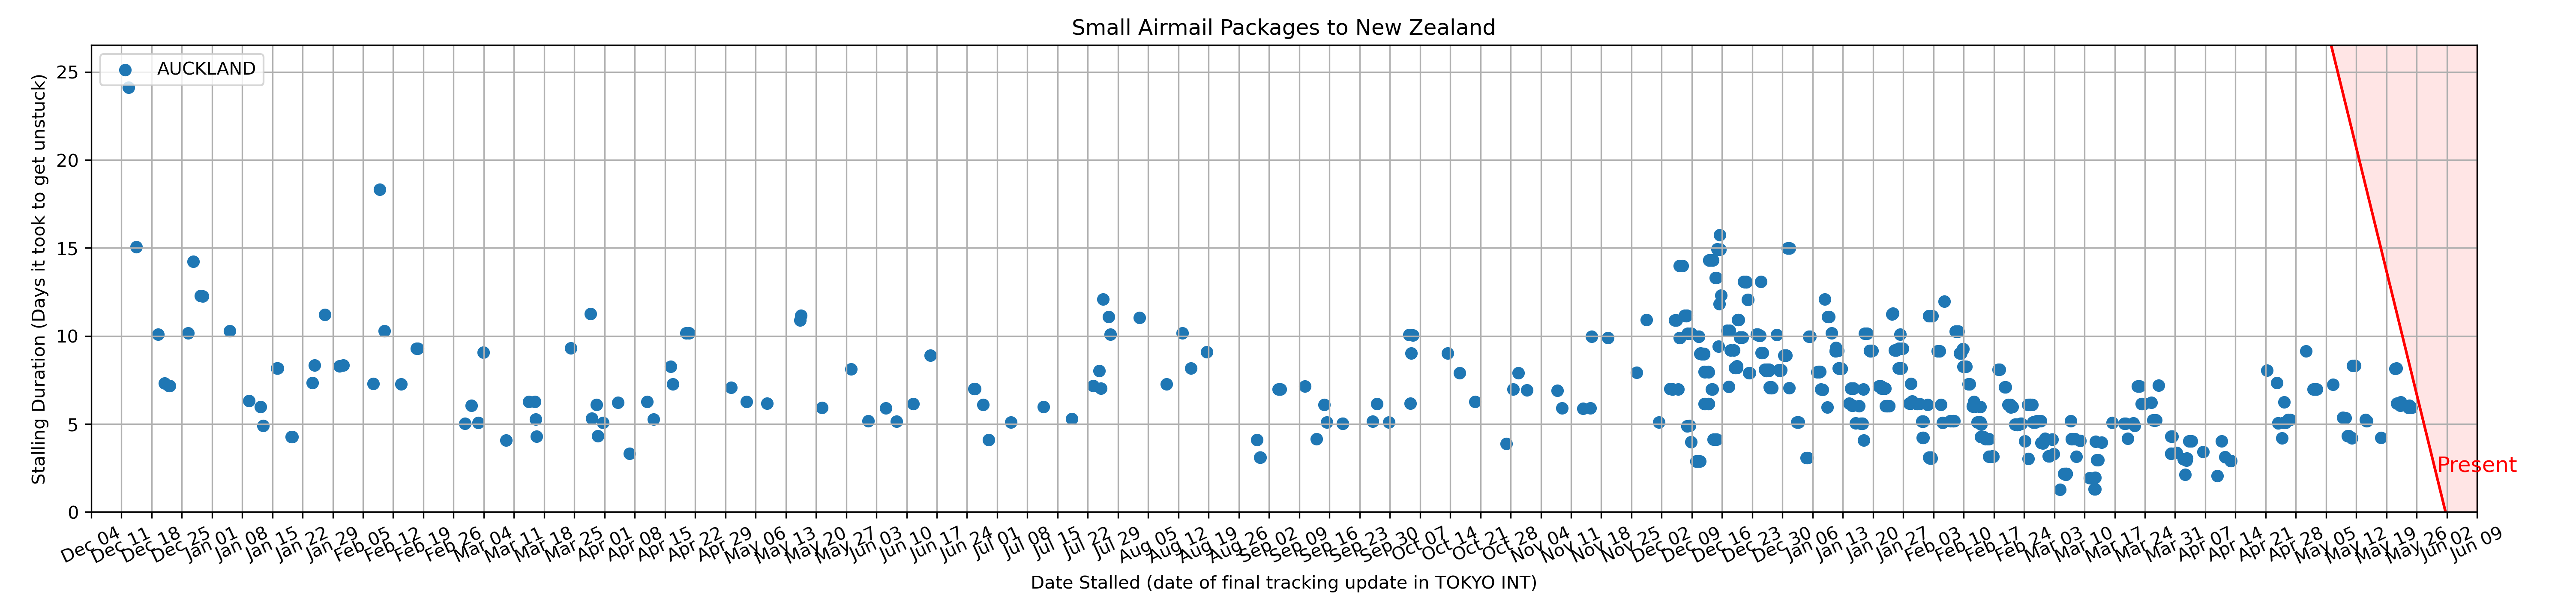 Small Airmail Packages to New Zealand
AUCKLAND
Stalling Duration (Days it took to get unstuck)
25
20
15
10
5
0
Present
Dec 04
Dec 11
Dec 18
Dec 25
Jan 01
Jan 08
Jan 15
Jan 22
Jan 29
Feb 05
Feb 12
Feb 19
Feb 26
Mar 04
Mar 11
Mar 18
Mar 25
Apr 01
Apr 08
Apr 15
Apr 22
Apr 29
May 06
May 13
May 20
May 27
Jun 03
Jun 10
Jun 17
Jun 24
Jul 01
Jul 08
Jul 15
Jul 22
Jul 29
Aug 05
Aug 12
Aug 19
Aug 26
Sep 02
Sep 09
Sep 16
Sep 23
Sep 30
Oct 07
Oct 14
Oct 21
Oct 28
Nov 04
Nov 11
Nov 18
Nov 25
Dec 02
Dec 09
Dec 16
Dec 23
Dec 30
Jan 06
Jan 13
Jan 20
Jan 27
Feb 03
Feb 10
Feb 17
Feb 24
Mar 03
Mar 10
Mar 17
Mar 24
Mar 31
Apr 07
Apr 14
Apr 21
Apr 28
May 05
May 12
May 19
May 26
Jun 02
Jun 09
Date Stalled (date of final tracking update in TOKYO INT)